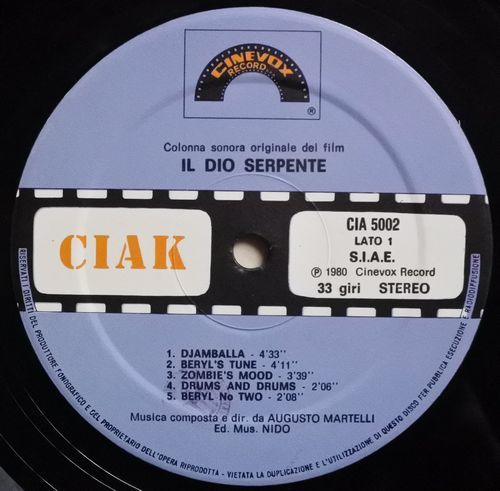 CINEVOX
RECORD
®
Colonna sonora originale del film
IL DIO SERPENTE
CIAK
CIA 5002
LATO 1
S.I.A.E.
℗ 1980 Cinevox Record
33 giri STEREO
1. DJAMBALLA - 4'33''
2. BERYL'S TUNE - 4'11''
3. ZOMBIE'S MOOD - 3'39''
4. DRUMS AND DRUMS - 2'06''
5. BERYL No TWO - 2'08''
Musica composta e dir. da AUGUSTO MARTELLI
Ed. Mus. NIDO
RISERVATI I DIRITTI DEL PRODUTTORE FONOGRAFICO E DEL PROPRIETARIO DELL'OPERA RIPRODOTTA - VIETATA LA DUPLICAZIONE E L'UTILIZZAZIONE DI QUESTO DISCO PER PUBBLICA ESECUZIONE E RADIODIFFUSIONE